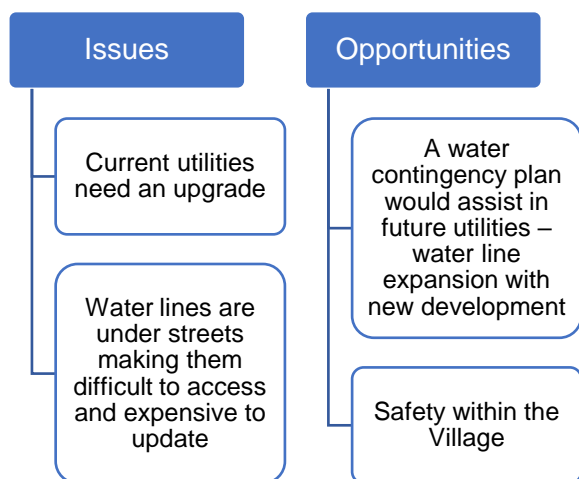 Issues
Current utilities
need an upgrade
Water lines are
under streets
making them
difficult to access
and expensive to
update
Opportunities
A water
contingency plan
would assist in
future utilities –
water line
expansion with
new development
Safety within the
Village